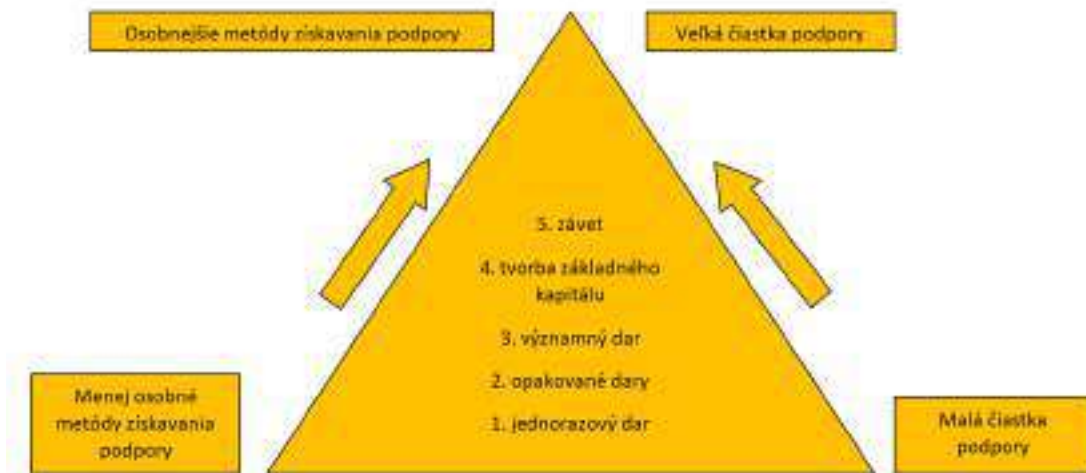 Osobnejšie metódy získavania podpory
Veľká čiastka podpory
5. závet
4. tvorba základného
kapitálu
3. významný dar
2. opakované dary
1. jednorazový dar
Menej osobné
metódy získavania
podpory
Malá čiastka
podpory